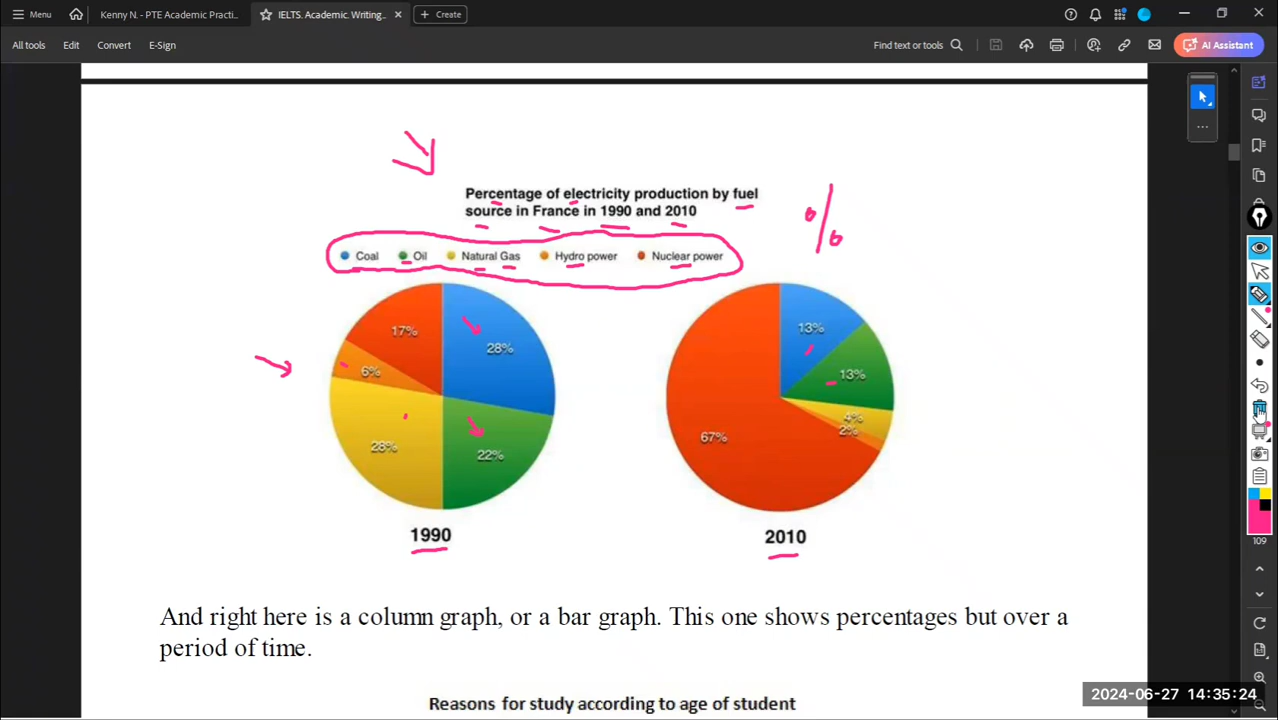 Menu
Kenny N. - PTE Academic Practi...
IELTS. Academic. Writing...
Create
All tools
Edit
Convert
E-Sign
Find text or tools
AI Assistant
Percentage of electricity production by fuel
source in France in 1990 and 2010
%
Coal
Oil
Natural Gas
Hydro power
Nuclear power
17%
28%
6%
28%
22%
13%
13%
4%
2%
67%
1990
2010
109
And right here is a column graph, or a bar graph. This one shows percentages but over a
period of time.
2024-06-27 14:35:24
Reasons for study according to age of student